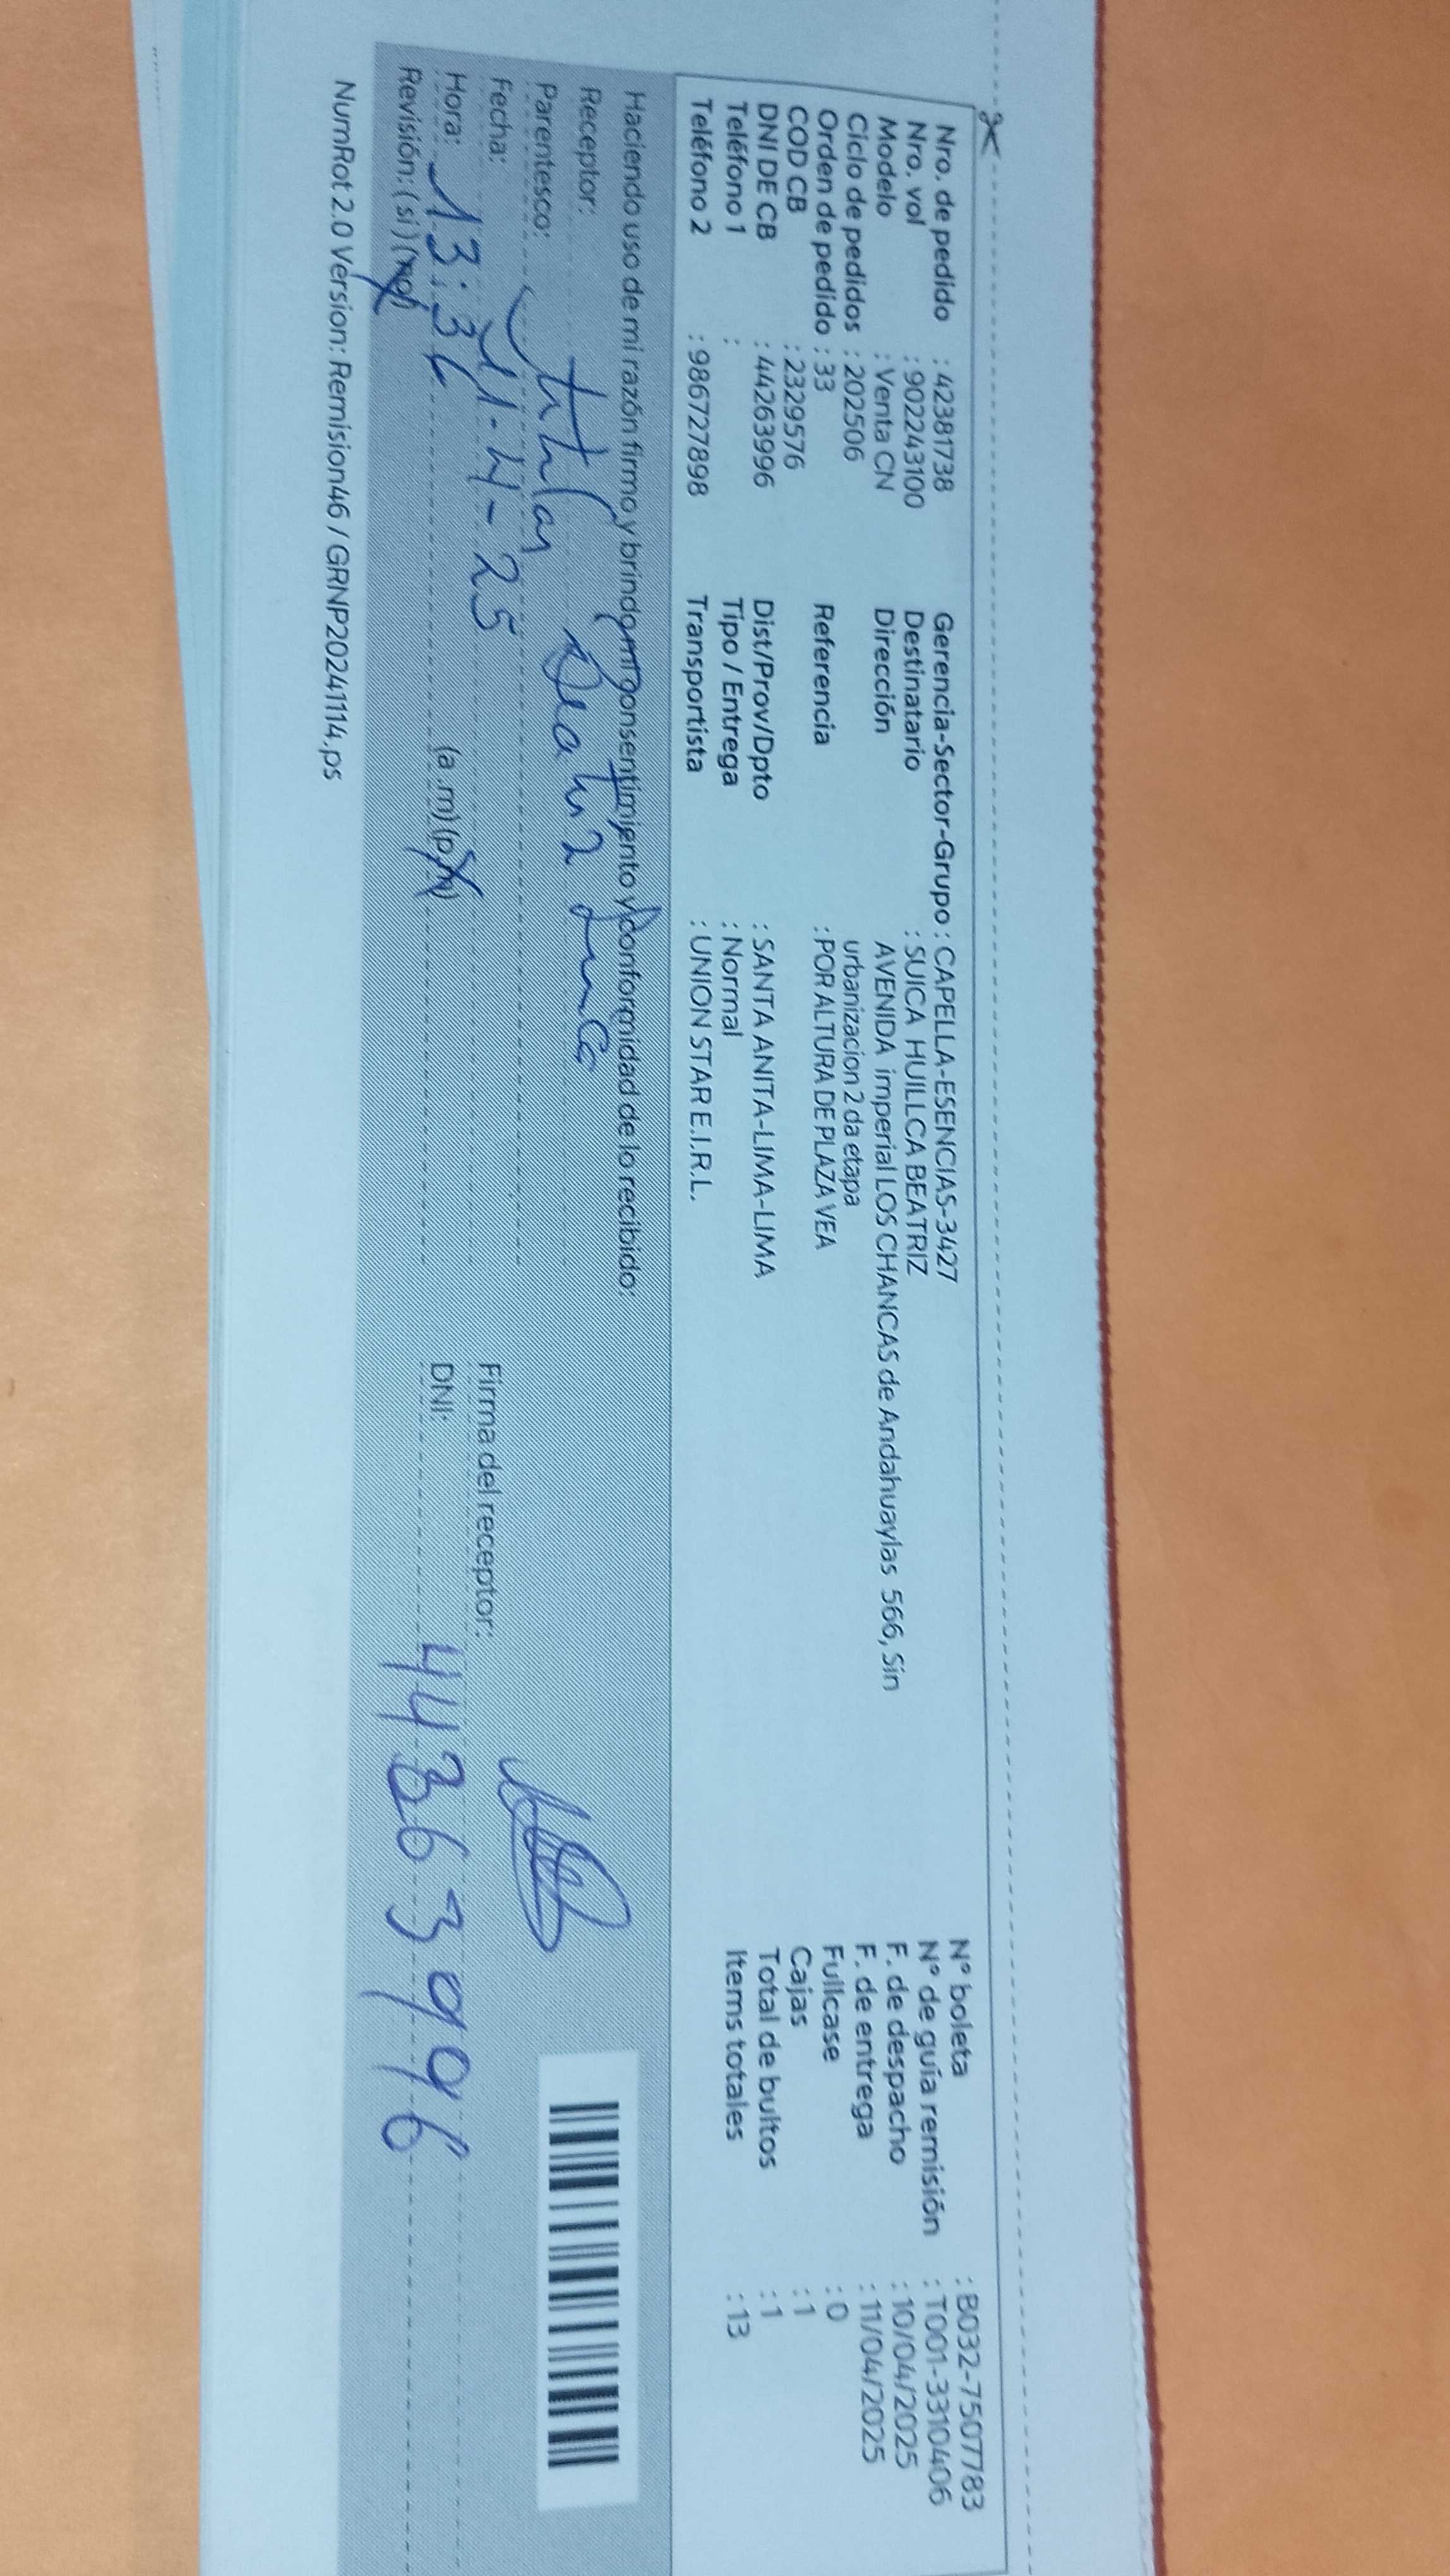 Nro. de pedido : 42381738 Gerencia-Sector-Grupo : CAPELLA-ESENCIAS-3427 N° boleta : B032-7507783
Nro. vol : 902243100 Destinatario : SUICA HUILLCA BEATRIZ N° de guía remisión : T001-3310406
Modelo : Venta CN Dirección AVENIDA imperial LOS CHANCAS de Andahuaylas 566, Sin F. de despacho : 10/04/2025
Ciclo de pedidos : 202506 urbanizacion 2 da etapa F. de entrega : 11/04/2025
Orden de pedido : 33 Referencia : POR ALTURA DE PLAZA VEA Fullcase : 0
COD CB : 2329576 Cajas : 1
DNI DE CB : 44263996 Dist/Prov/Dpto : SANTA ANITA-LIMA-LIMA Total de bultos : 1
Teléfono 1 : Tipo / Entrega : Normal Items totales : 13
Teléfono 2 : 986727898 Transportista : UNION STAR E.I.R.L.
Haciendo uso de mi razón firmo y brindo mi consentimiento y conformidad de lo recibido:
Receptor: Beatriz
Parentesco: titular
Fecha: 11-4-25 Firma del receptor:
Hora: 13:36 (a .m) (p.m) DNI: 44363996
Revisión: ( si ) (no)
NumRot 2.0 Version: Remision46 / GRNP20241114.ps